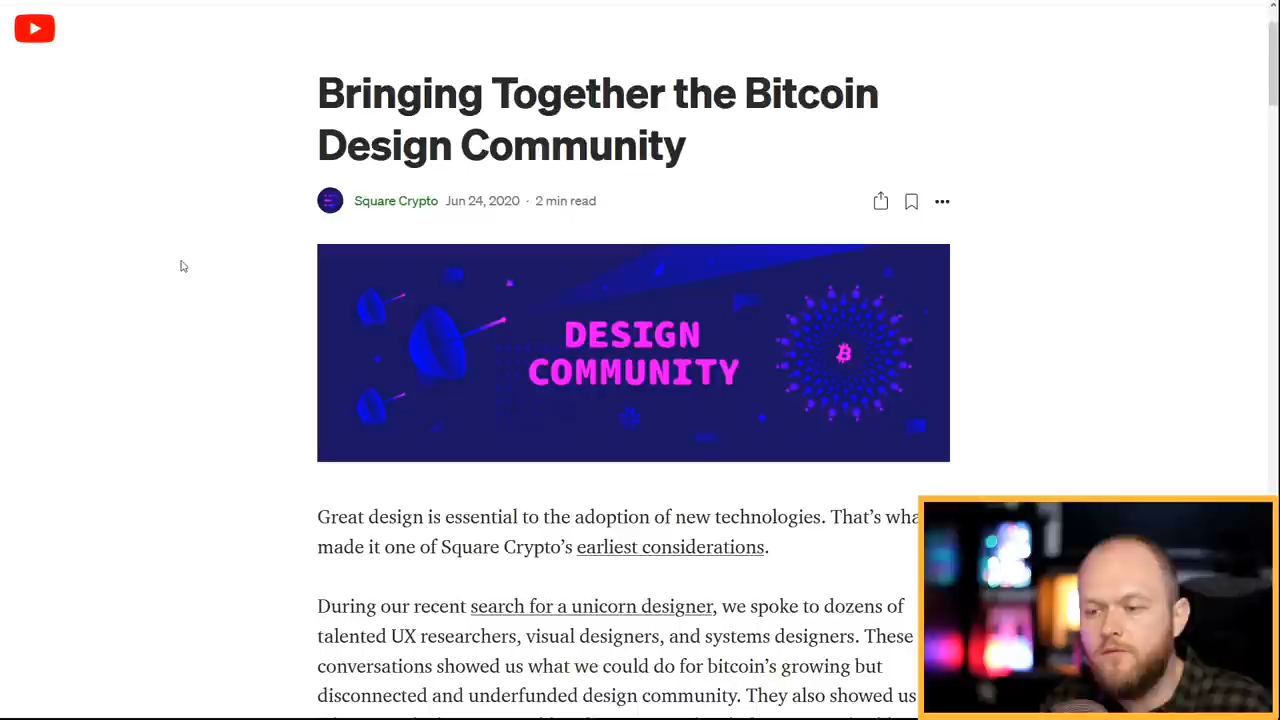 Bringing Together the Bitcoin
Design Community
Square Crypto Jun 24, 2020 · 2 min read
DESIGN
COMMUNITY
Great design is essential to the adoption of new technologies. That’s
made it one of Square Crypto’s earliest considerations.
During our recent search for a unicorn designer, we spoke to dozens of
talented UX researchers, visual designers, and systems designers. These
conversations showed us what we could do for bitcoin’s growing but
disconnected and underfunded design community. They also showed us